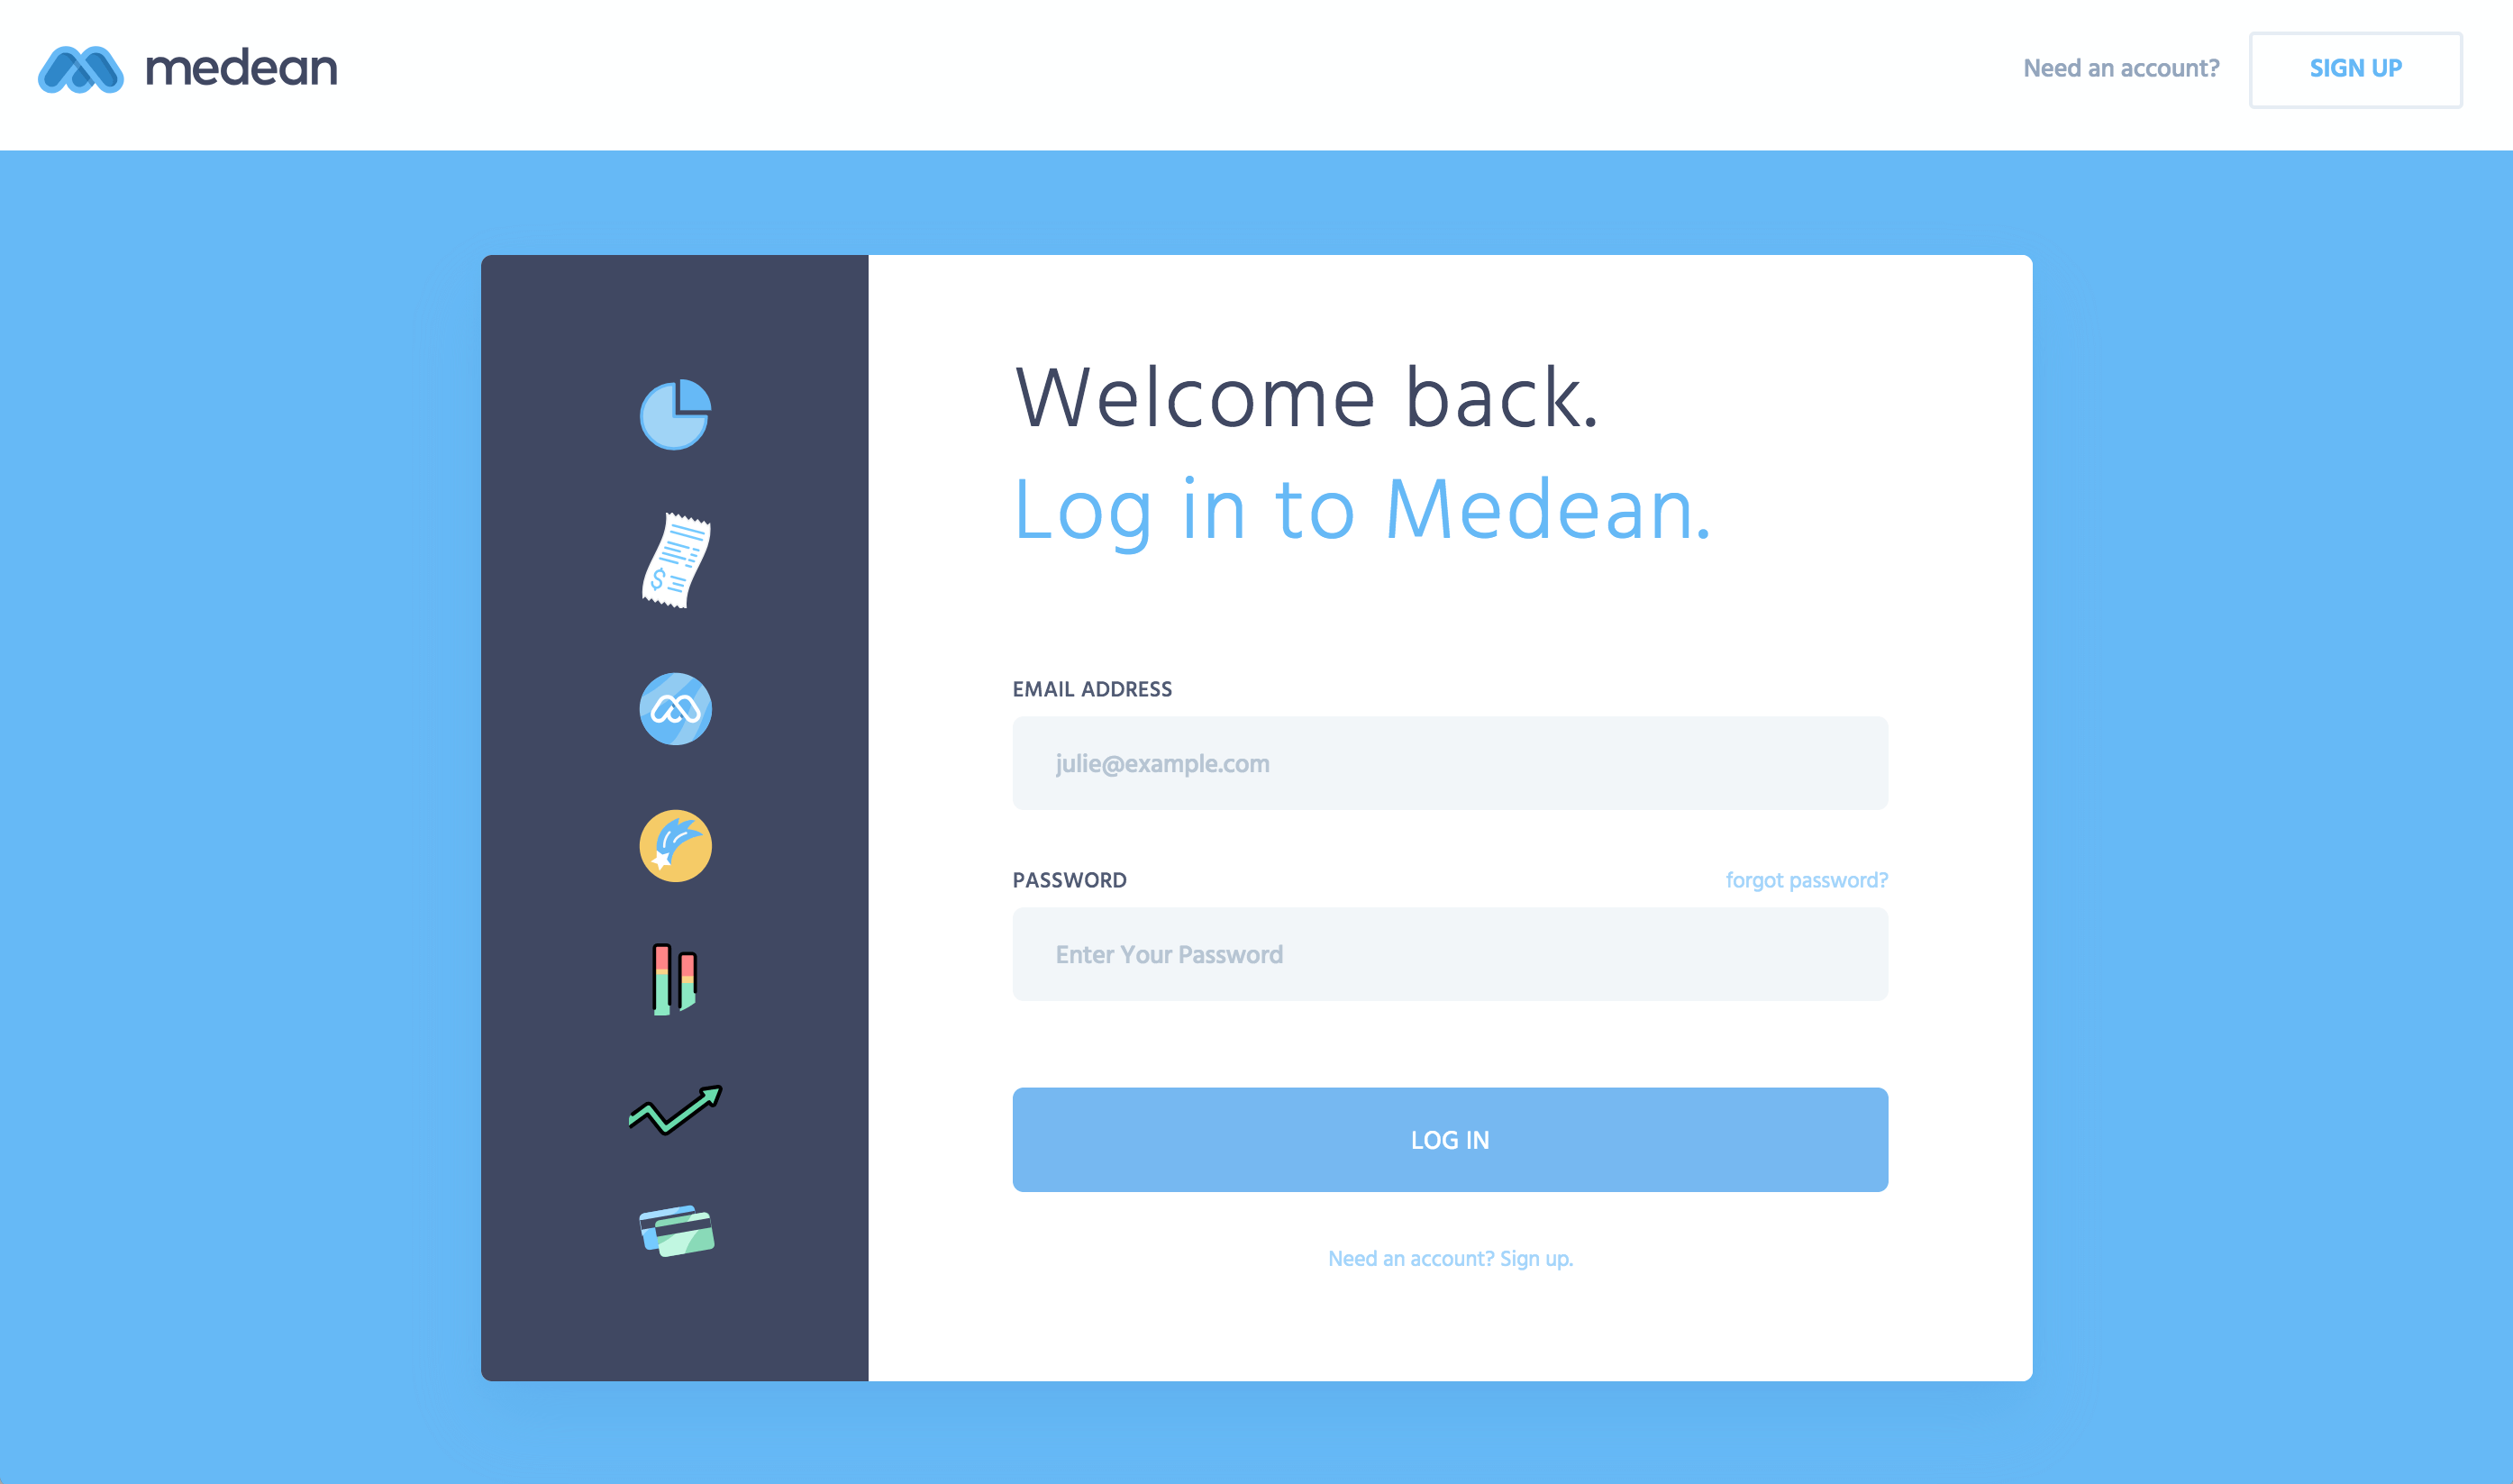 medean
Need an account?
SIGN UP
Welcome back.
Log in to Medean.
EMAIL ADDRESS
julie@example.com
PASSWORD
forgot password?
Enter Your Password
LOG IN
Need an account? Sign up.
$